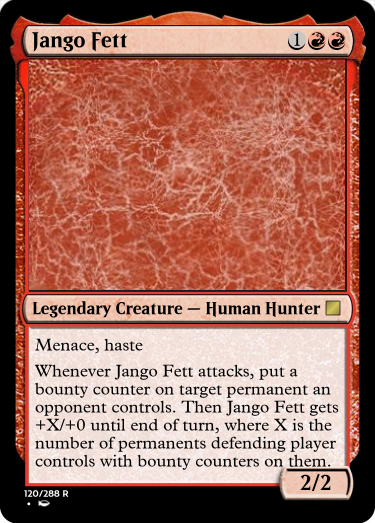 Jango Fett 1
Legendary Creature — Human Hunter
Menace, haste
Whenever Jango Fett attacks, put a
bounty counter on target permanent an
opponent controls. Then Jango Fett gets
+X/+0 until end of turn, where X is the
number of permanents defending player
controls with bounty counters on them.
2/2
120/288 R